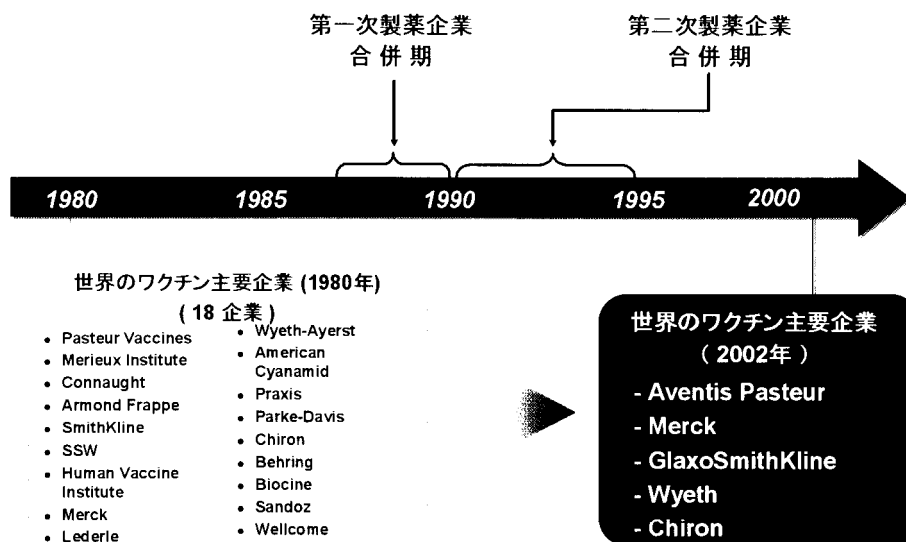 第一次製薬企業
合 併 期
第二次製薬企業
合 併 期
1980
1985
1990
1995
2000
世界のワクチン主要企業 (1980年)
( 18 企業 )
• Pasteur Vaccines
• Merieux Institute
• Connaught
• Armond Frappe
• SmithKline
• SSW
• Human Vaccine
Institute
• Merck
• Lederle
• Wyeth-Ayerst
• American
Cyanamid
• Praxis
• Parke-Davis
• Chiron
• Behring
• Biocine
• Sandoz
• Wellcome
世界のワクチン主要企業
( 2002年 )
- Aventis Pasteur
- Merck
- GlaxoSmithKline
- Wyeth
- Chiron